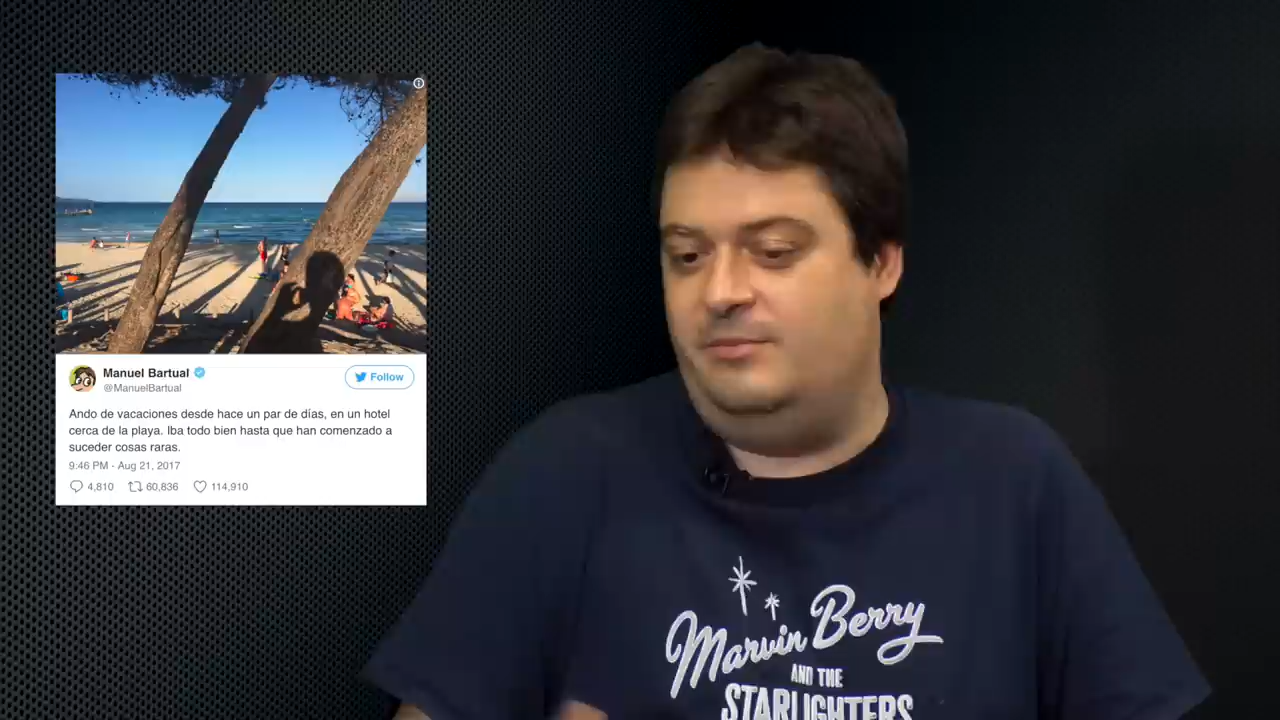 Manuel Bartual
@ManuelBartual
Follow
Ando de vacaciones desde hace un par de días, en un hotel
cerca de la playa. Iba todo bien hasta que han comenzado a
suceder cosas raras.
9:46 PM - Aug 21, 2017
4,810 60,836 114,910
Marvin Berry
AND THE
STARLIGHTERS